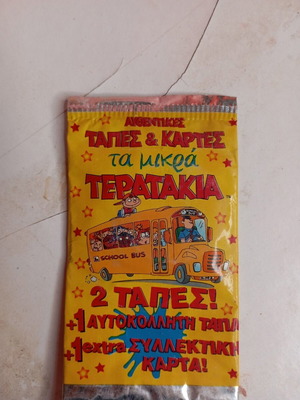 ΑΥΘΕΝΤΙΚΕΣ
ΤΑΠΕΣ & ΚΑΡΤΕΣ
τα μικρά
ΤΕΡΑΤΑΚΙΑ
SCHOOL BUS
2 ΤΑΠΕΣ!
+1 ΑΥΤΟΚΟΛΛΗΤΗ ΤΑΠΑ
+1 extra ΣΥΛΛΕΚΤΙΚΗ
ΚΑΡΤΑ!